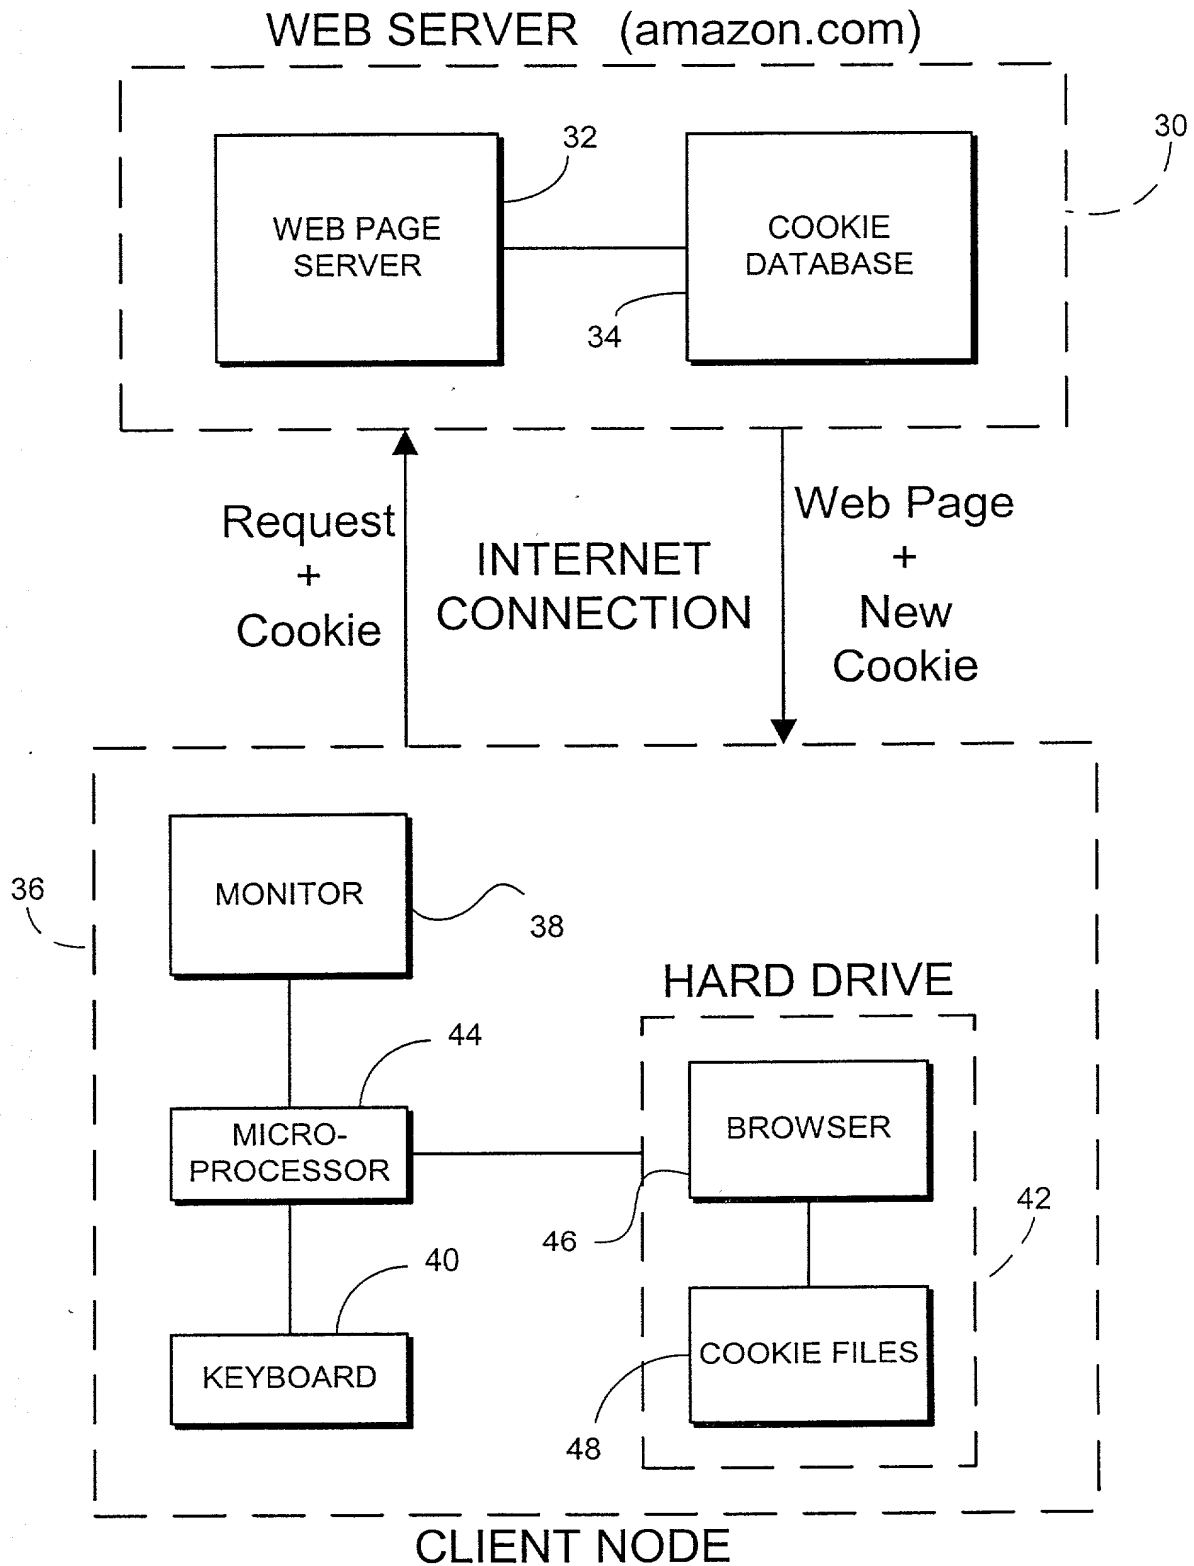 WEB SERVER (amazon.com)
30
32
WEB PAGE
SERVER
COOKIE
DATABASE
34
Request
+
Cookie
INTERNET
CONNECTION
Web Page
+
New
Cookie
36
MONITOR
38
HARD DRIVE
44
MICRO-
PROCESSOR
BROWSER
46
42
40
KEYBOARD
COOKIE FILES
48
CLIENT NODE